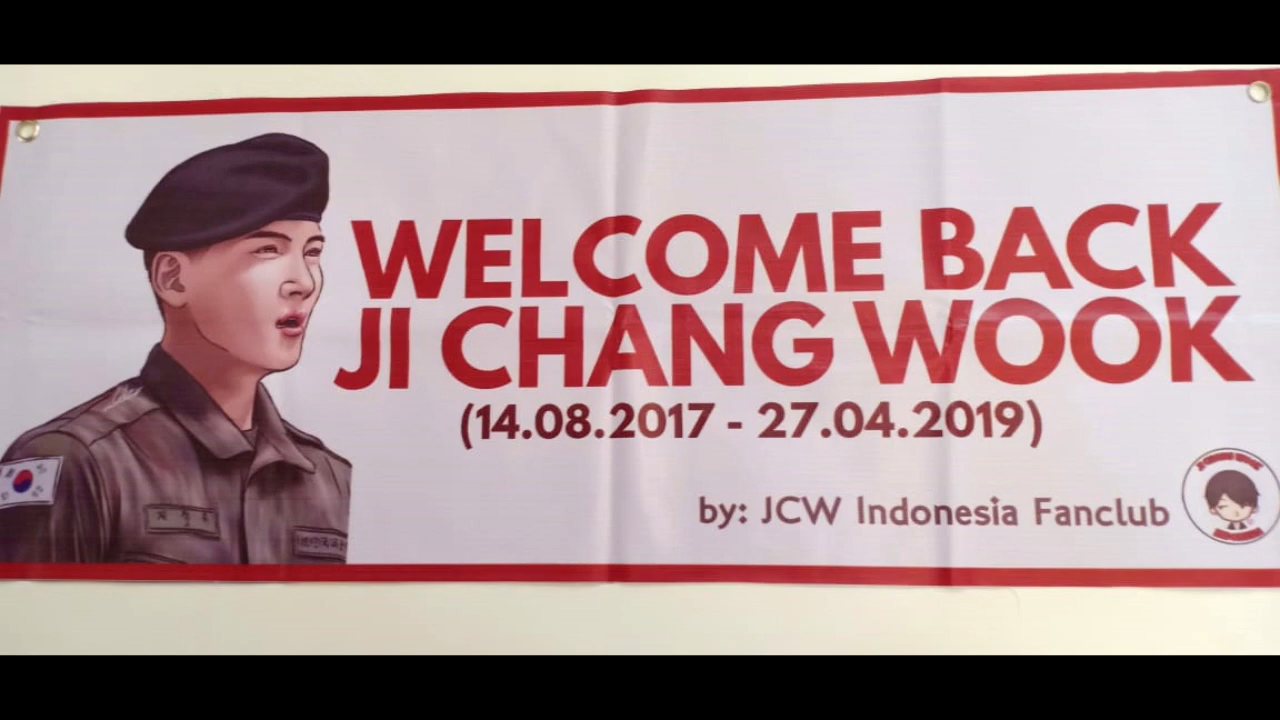 WELCOME BACK
JI CHANG WOOK
(14.08.2017 - 27.04.2019)
by: JCW Indonesia Fanclub